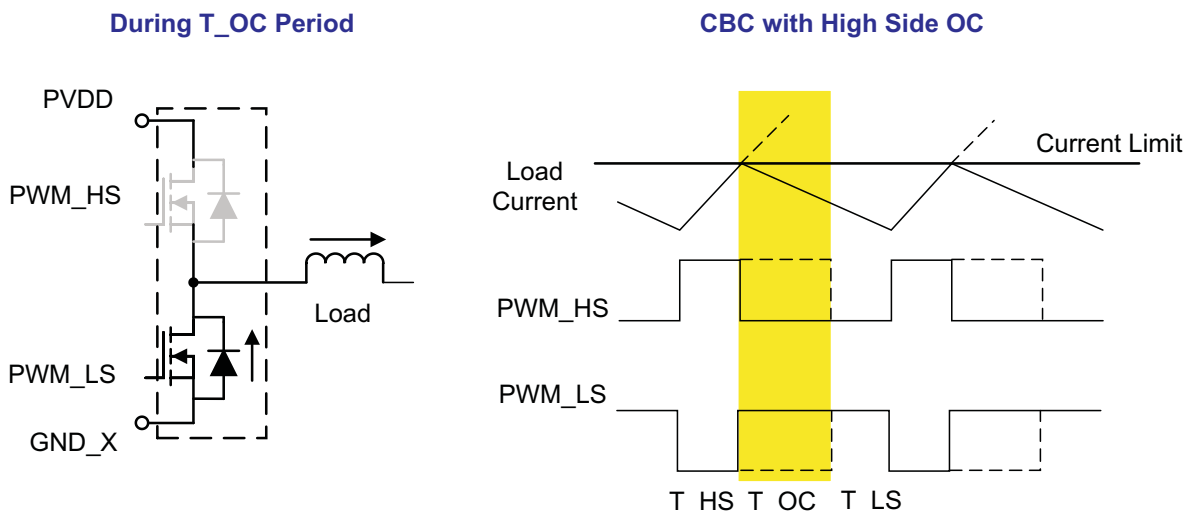 During T_OC Period
PVDD
PWM_HS
Load
PWM_LS
GND_X
CBC with High Side OC
Current Limit
Load
Current
PWM_HS
PWM_LS
T HS T OC T LS